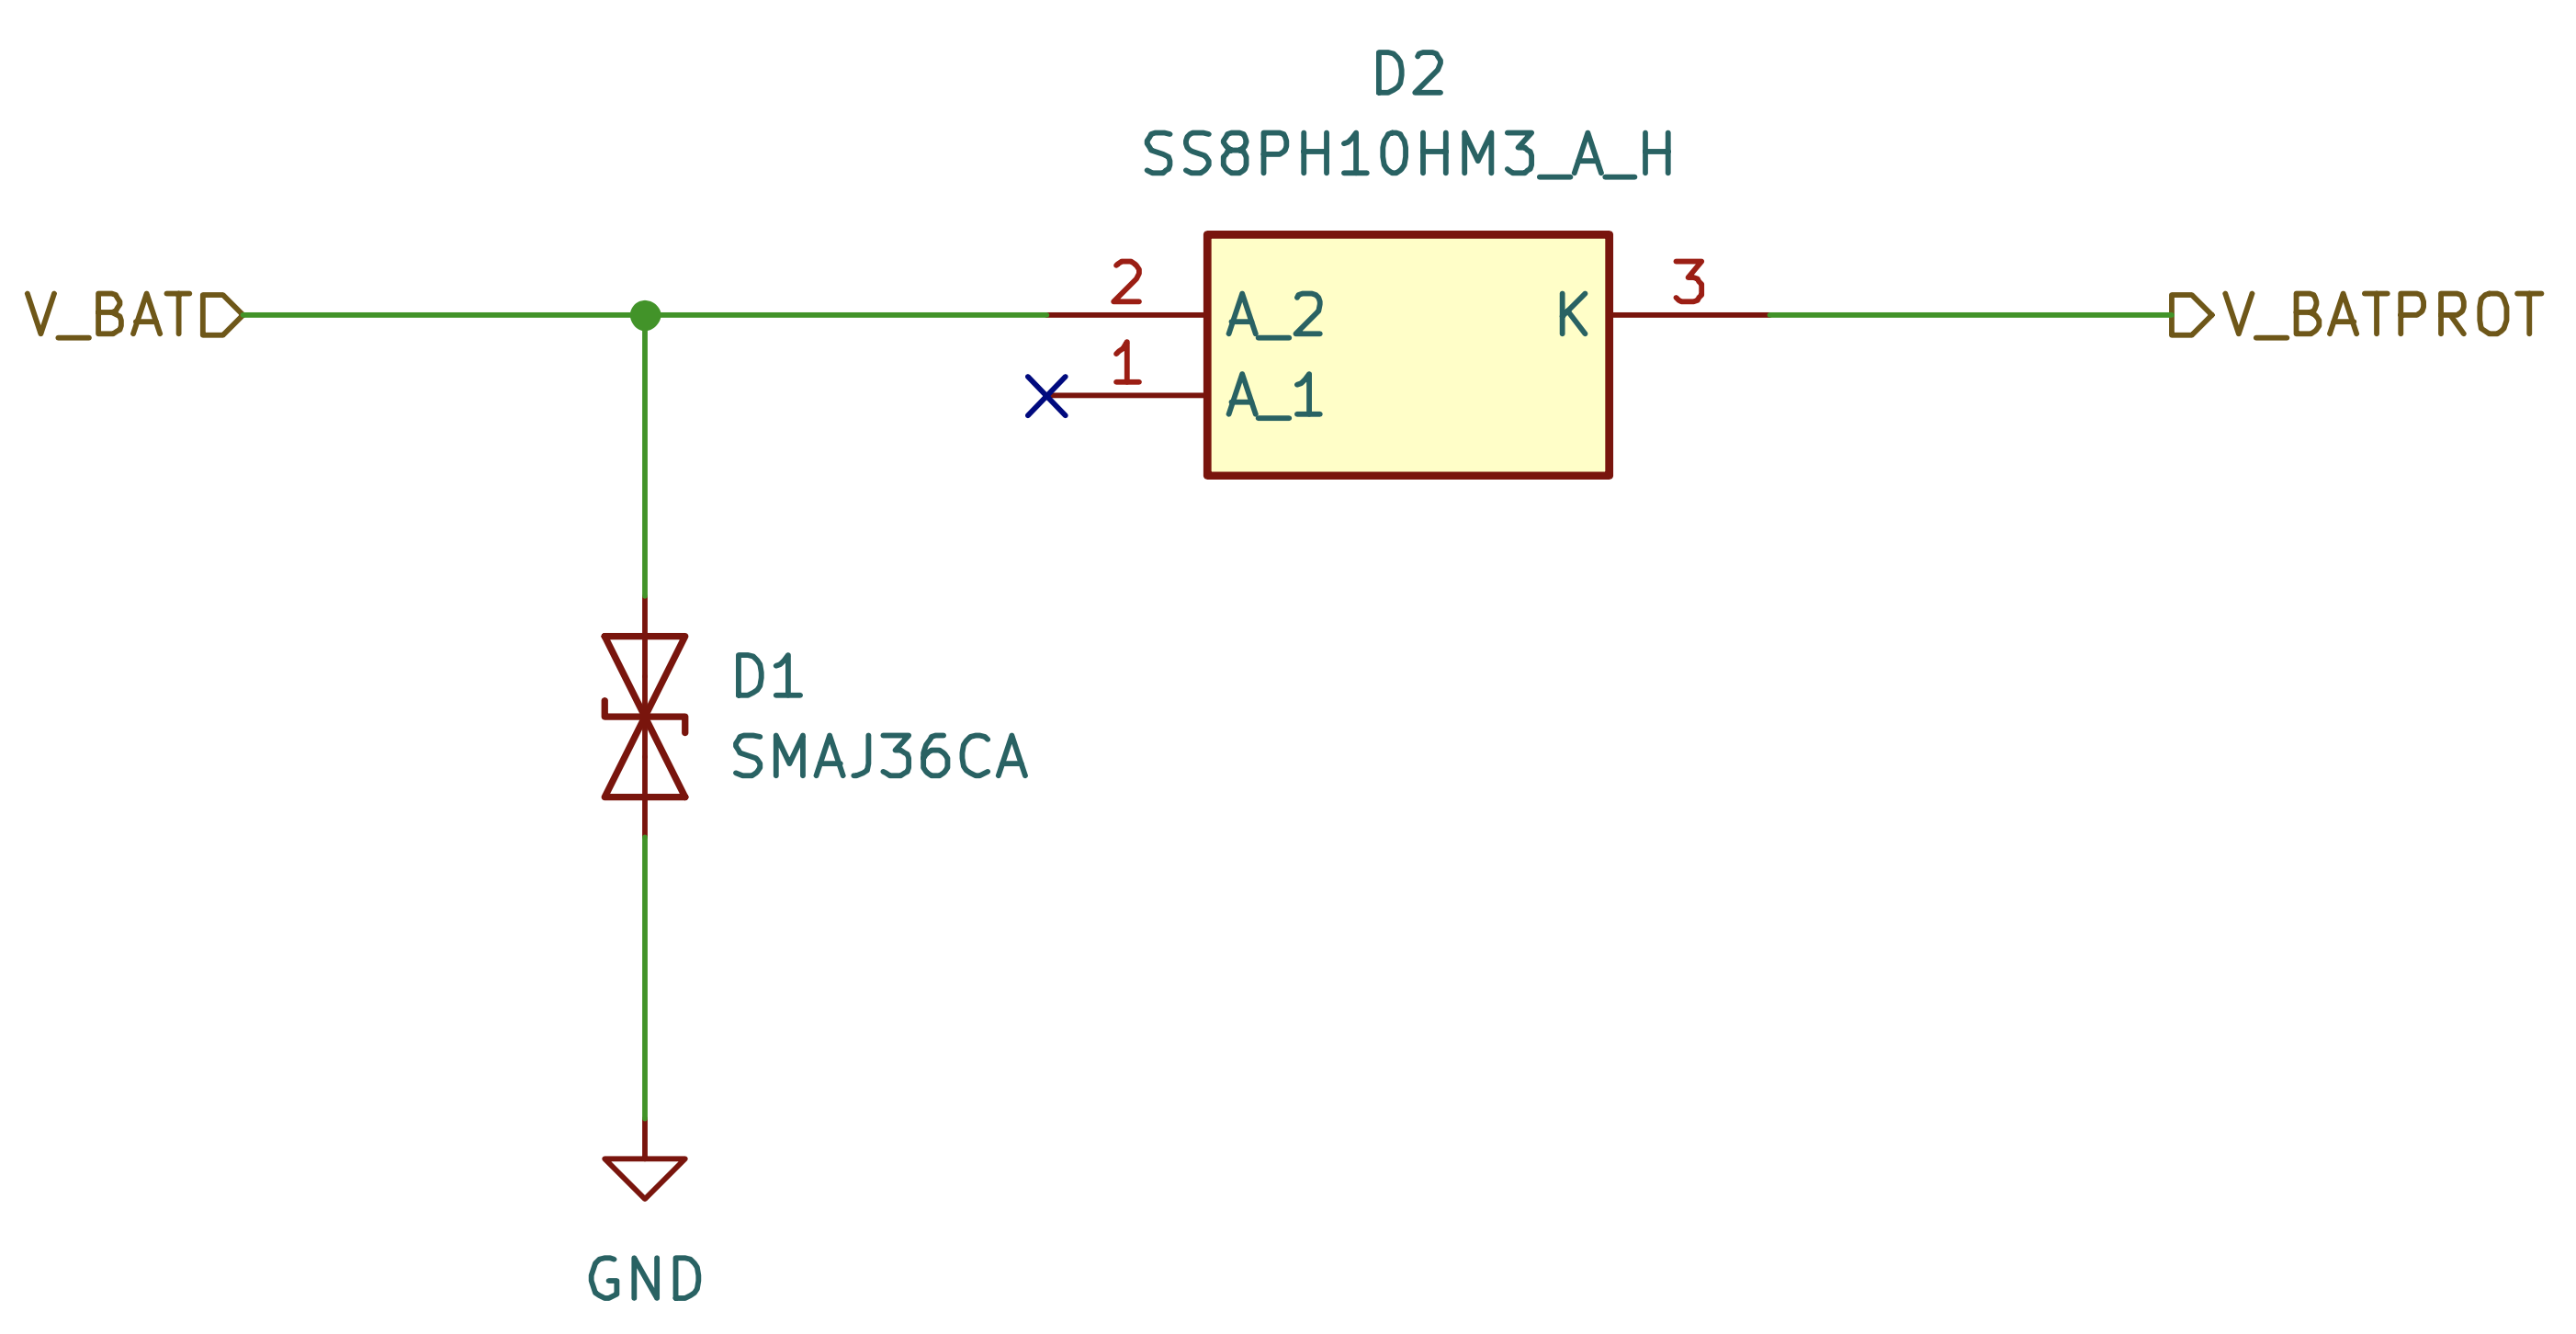 D2
SS8PH10HM3_A_H
V_BAT
2
A_2
K
3
V_BATPROT
1
A_1
D1
SMAJ36CA
GND